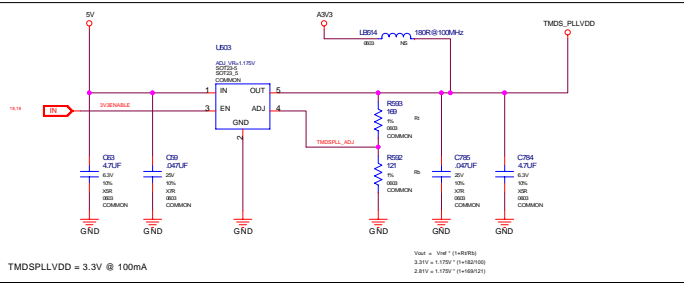 5V
A3V3
TMDS_PLLVDD
LB514
180R@100MHz
0603
NS
U503
ADJ_VR=1.175V
SOT23-5
SOT23_5
COMMON
1
IN
OUT
5
3
EN
ADJ
4
GND
2
IN
3V3ENABLE
TMDSPLL_ADJ
R593
169
1%
0603
COMMON
Rt
R592
121
1%
0603
COMMON
Rb
C63
4.7UF
6.3V
10%
X5R
0603
COMMON
C59
.047UF
25V
10%
X7R
0603
COMMON
C785
.047UF
25V
10%
X7R
0603
COMMON
C784
4.7UF
6.3V
10%
X5R
0603
COMMON
GND
GND
GND
GND
GND
GND
TMDSPLLVDD = 3.3V @ 100mA
Vout = Vref * (1+Rt/Rb)
3.31V = 1.175V * (1+182/100)
2.81V = 1.175V * (1+169/121)